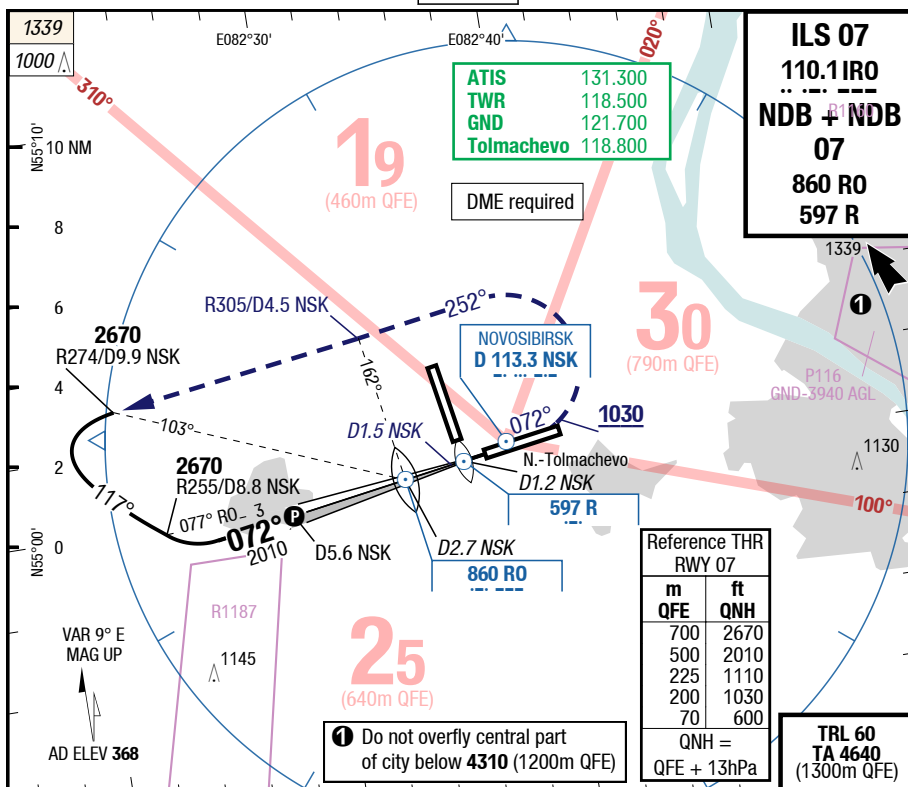 1339
1000
E082°30'
E082°40'
020°
310°
N55°10'
10 NM
8
6
4
2
0
N55°00'
ATIS 131.300
TWR 118.500
GND 121.700
Tolmachevo 118.800
ILS 07
110.1 IRO
R1160
NDB + NDB
07
860 RO
597 R
19
(460m QFE)
DME required
1339
1
R305/D4.5 NSK
252°
30
(790m QFE)
2670
R274/D9.9 NSK
NOVOSIBIRSK
D 113.3 NSK
P116
GND-3940 AGL
162°
103°
072°
1030
D1.5 NSK
N.-Tolmachevo
1130
2670
R255/D8.8 NSK
D1.2 NSK
117°
077° RO
3
597 R
100°
072°
P
2010
D5.6 NSK
D2.7 NSK
860 RO
Reference THR
RWY 07
m ft
QFE QNH
700 2670
500 2010
225 1110
200 1030
70 600
QNH =
QFE + 13hPa
R1187
1145
25
(640m QFE)
VAR 9° E
MAG UP
AD ELEV 368
1 Do not overfly central part
of city below 4310 (1200m QFE)
TRL 60
TA 4640
(1300m QFE)